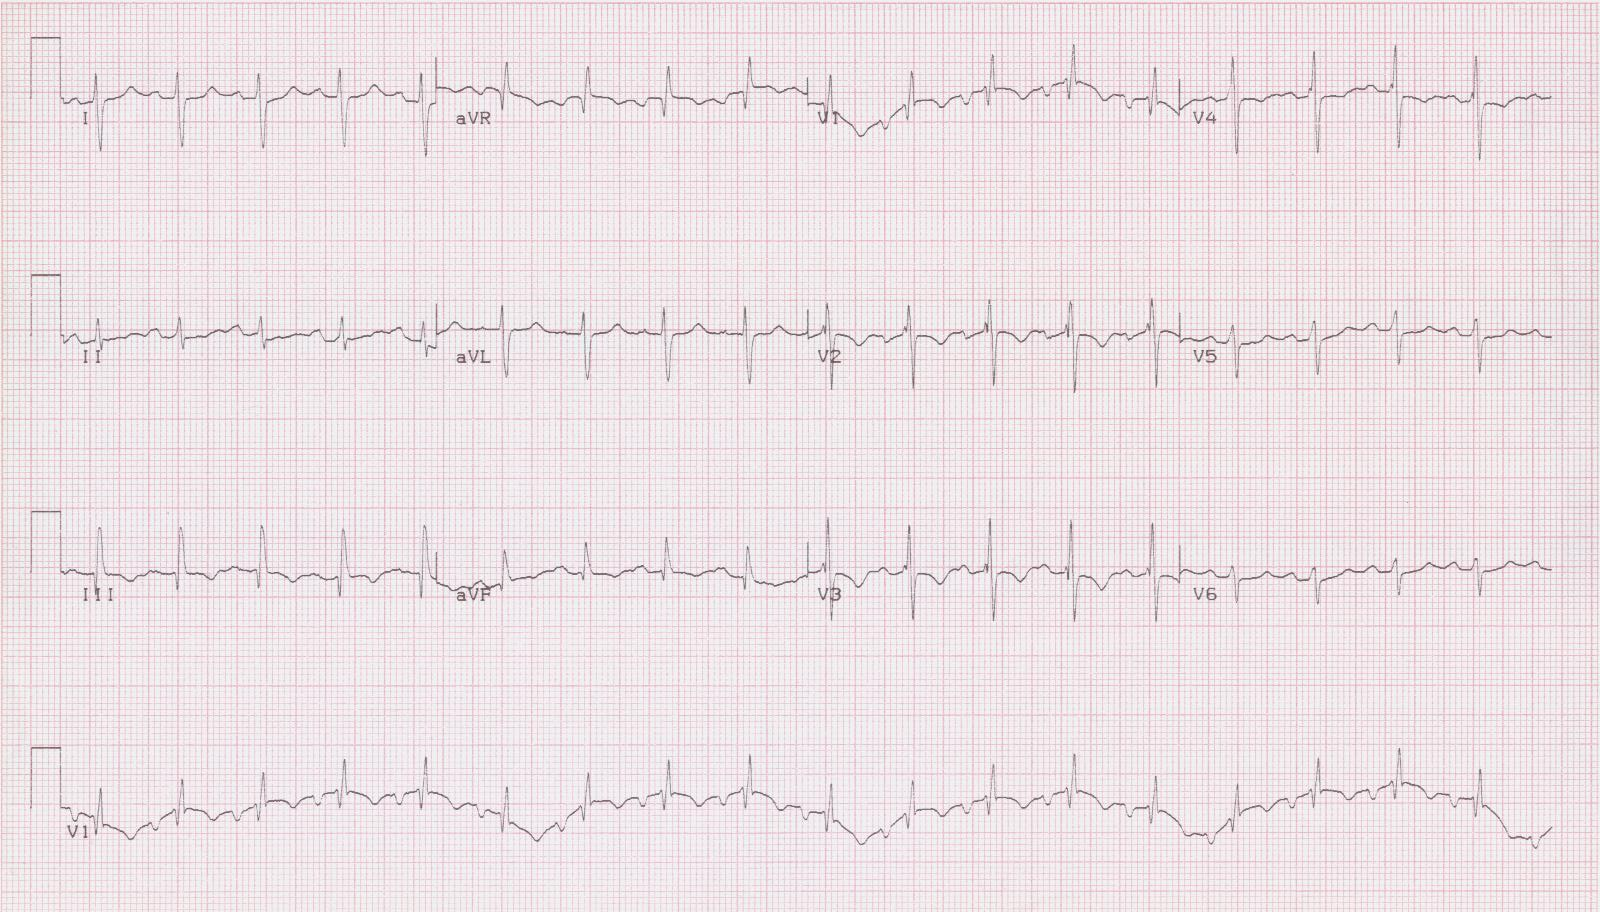 I aVR V1 V4
II aVL V2 V5
III aVF V3 V6
V1